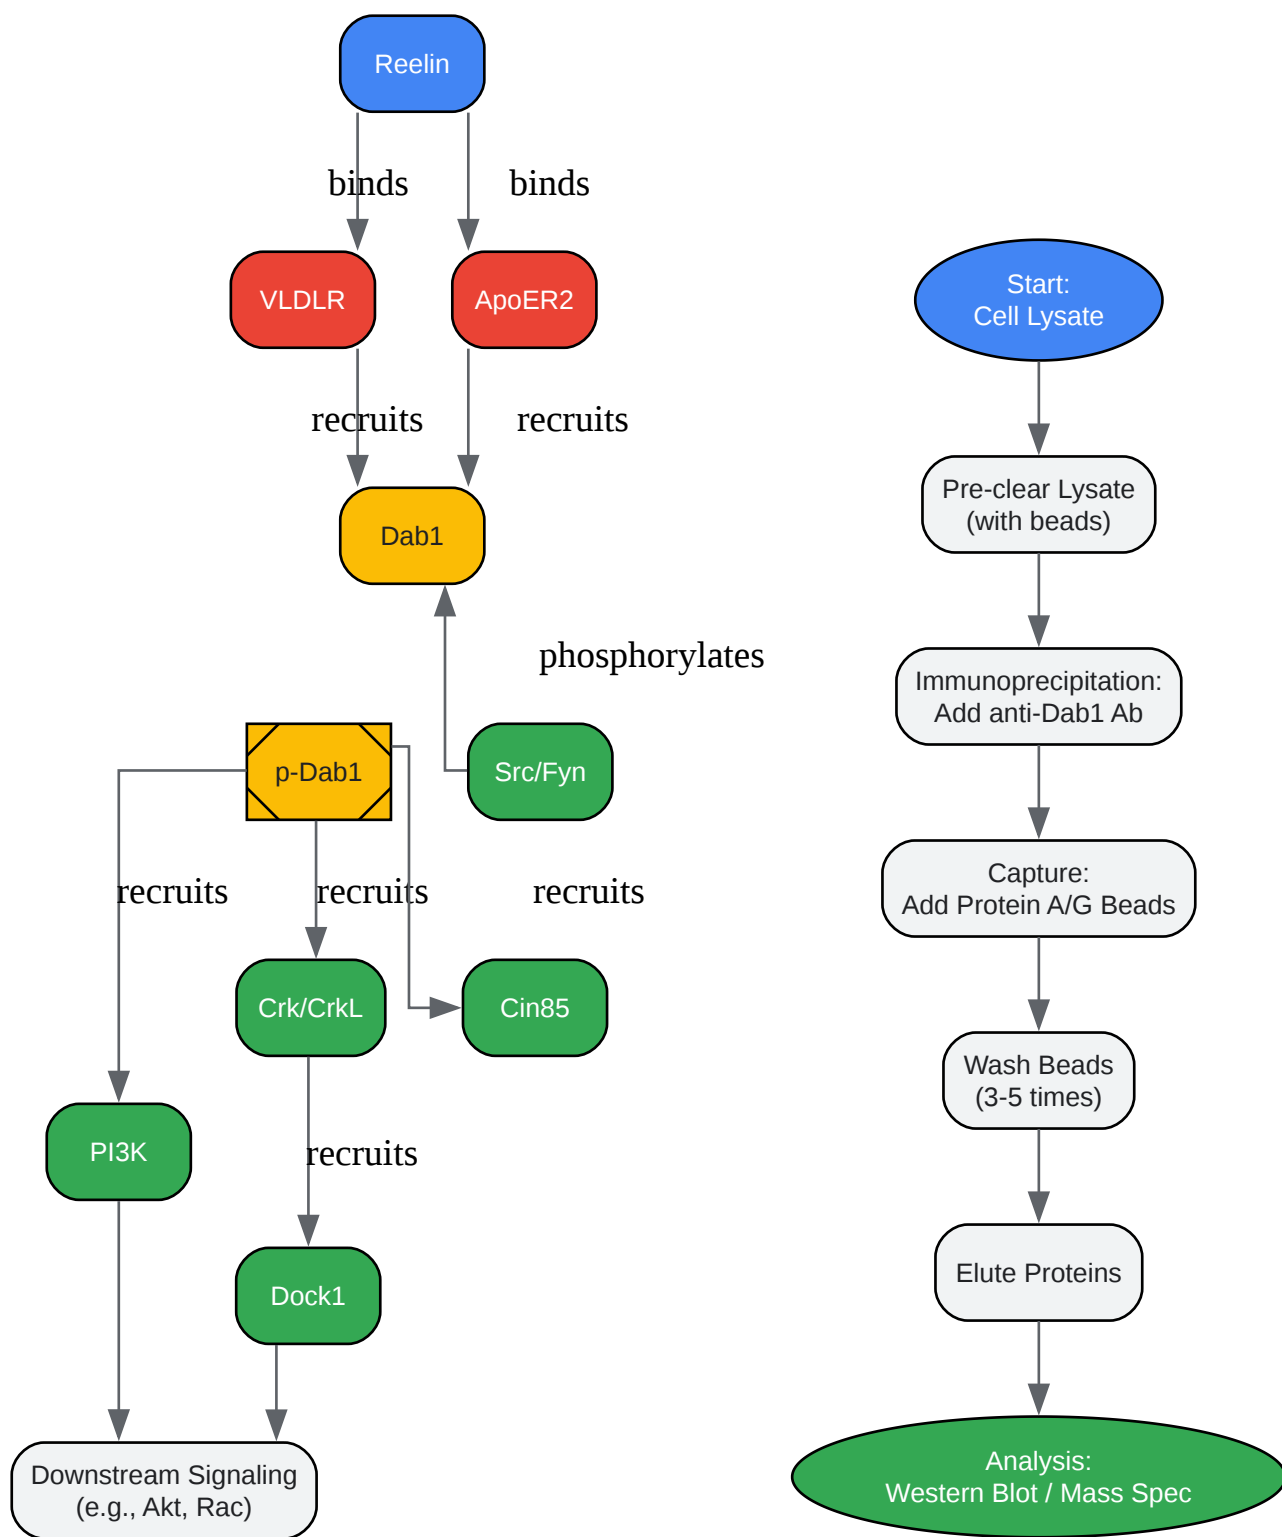 Reelin
binds
binds
VLDLR
ApoER2
recruits
recruits
Dab1
phosphorylates
p-Dab1
Src/Fyn
recruits
recruits
recruits
Crk/CrkL
Cin85
PI3K
recruits
Dock1
Downstream Signaling
(e.g., Akt, Rac)
Start:
Cell Lysate
Pre-clear Lysate
(with beads)
Immunoprecipitation:
Add anti-Dab1 Ab
Capture:
Add Protein A/G Beads
Wash Beads
(3-5 times)
Elute Proteins
Analysis:
Western Blot / Mass Spec